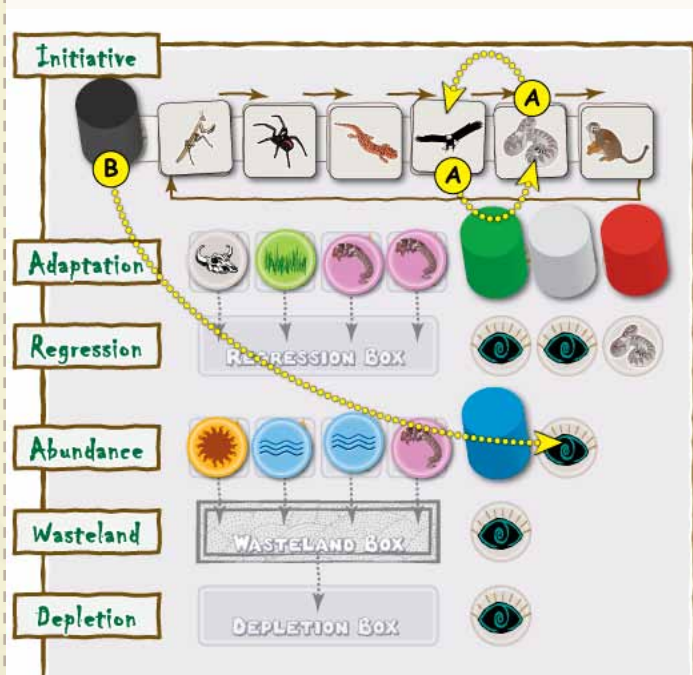 Initiative
A
B
A
Adaptation
Regression
REGRESSION BOX
Abundance
Wasteland
WASTELAND BOX
Depletion
DEPLETION BOX